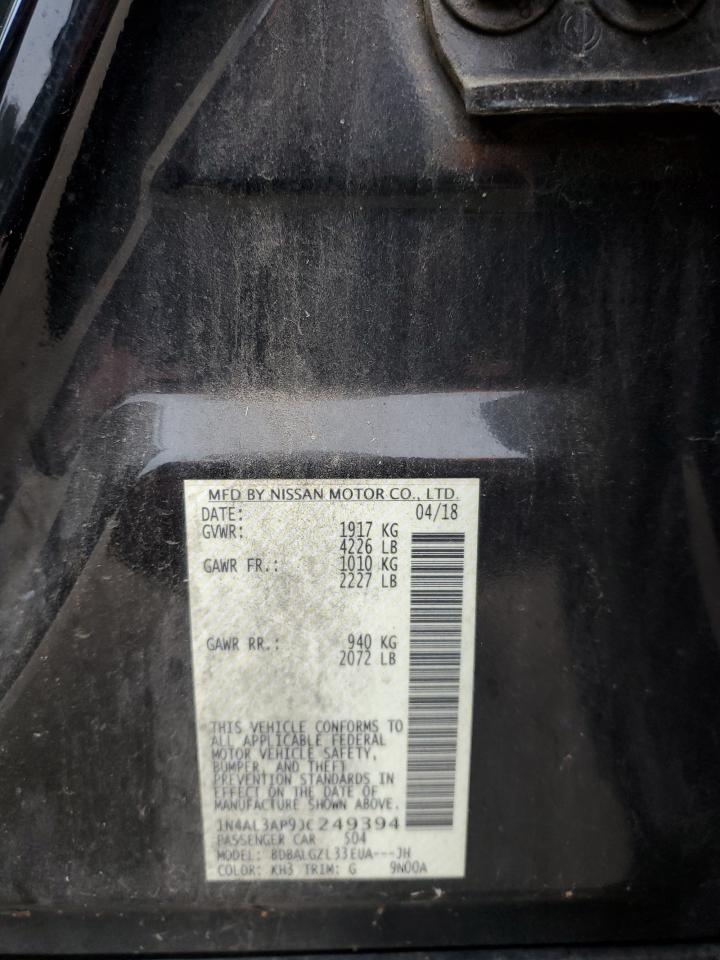 MFD BY NISSAN MOTOR CO., LTD.
DATE: 04/18
GVWR: 1917 KG
4226 LB
GAWR FR.: 1010 KG
2227 LB
GAWR RR.: 940 KG
2072 LB
THIS VEHICLE CONFORMS TO
ALL APPLICABLE FEDERAL
MOTOR VEHICLE SAFETY,
BUMPER, AND THEFT
PREVENTION STANDARDS IN
EFFECT ON THE DATE OF
MANUFACTURE SHOWN ABOVE.
1N4AL3AP9JC249394
PASSENGER CAR S04
MODEL: BDBALGZL33EUA---JH
COLOR: KH3 TRIM: G 9N00A